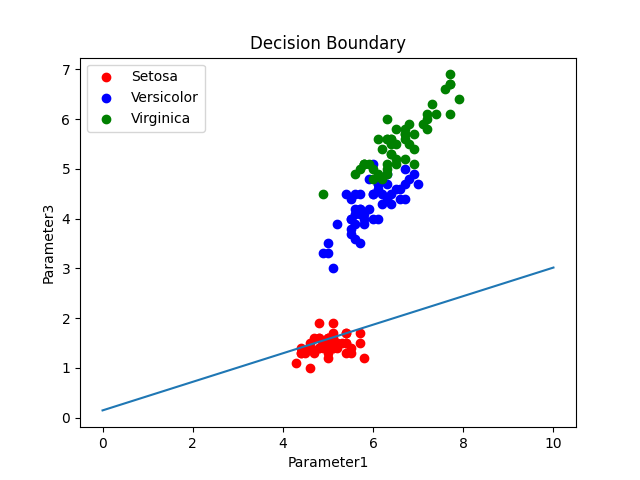 Decision Boundary
Setosa
Versicolor
Virginica
7
6
5
4
3
2
1
0
Parameter3
0 2 4 6 8 10
Parameter1